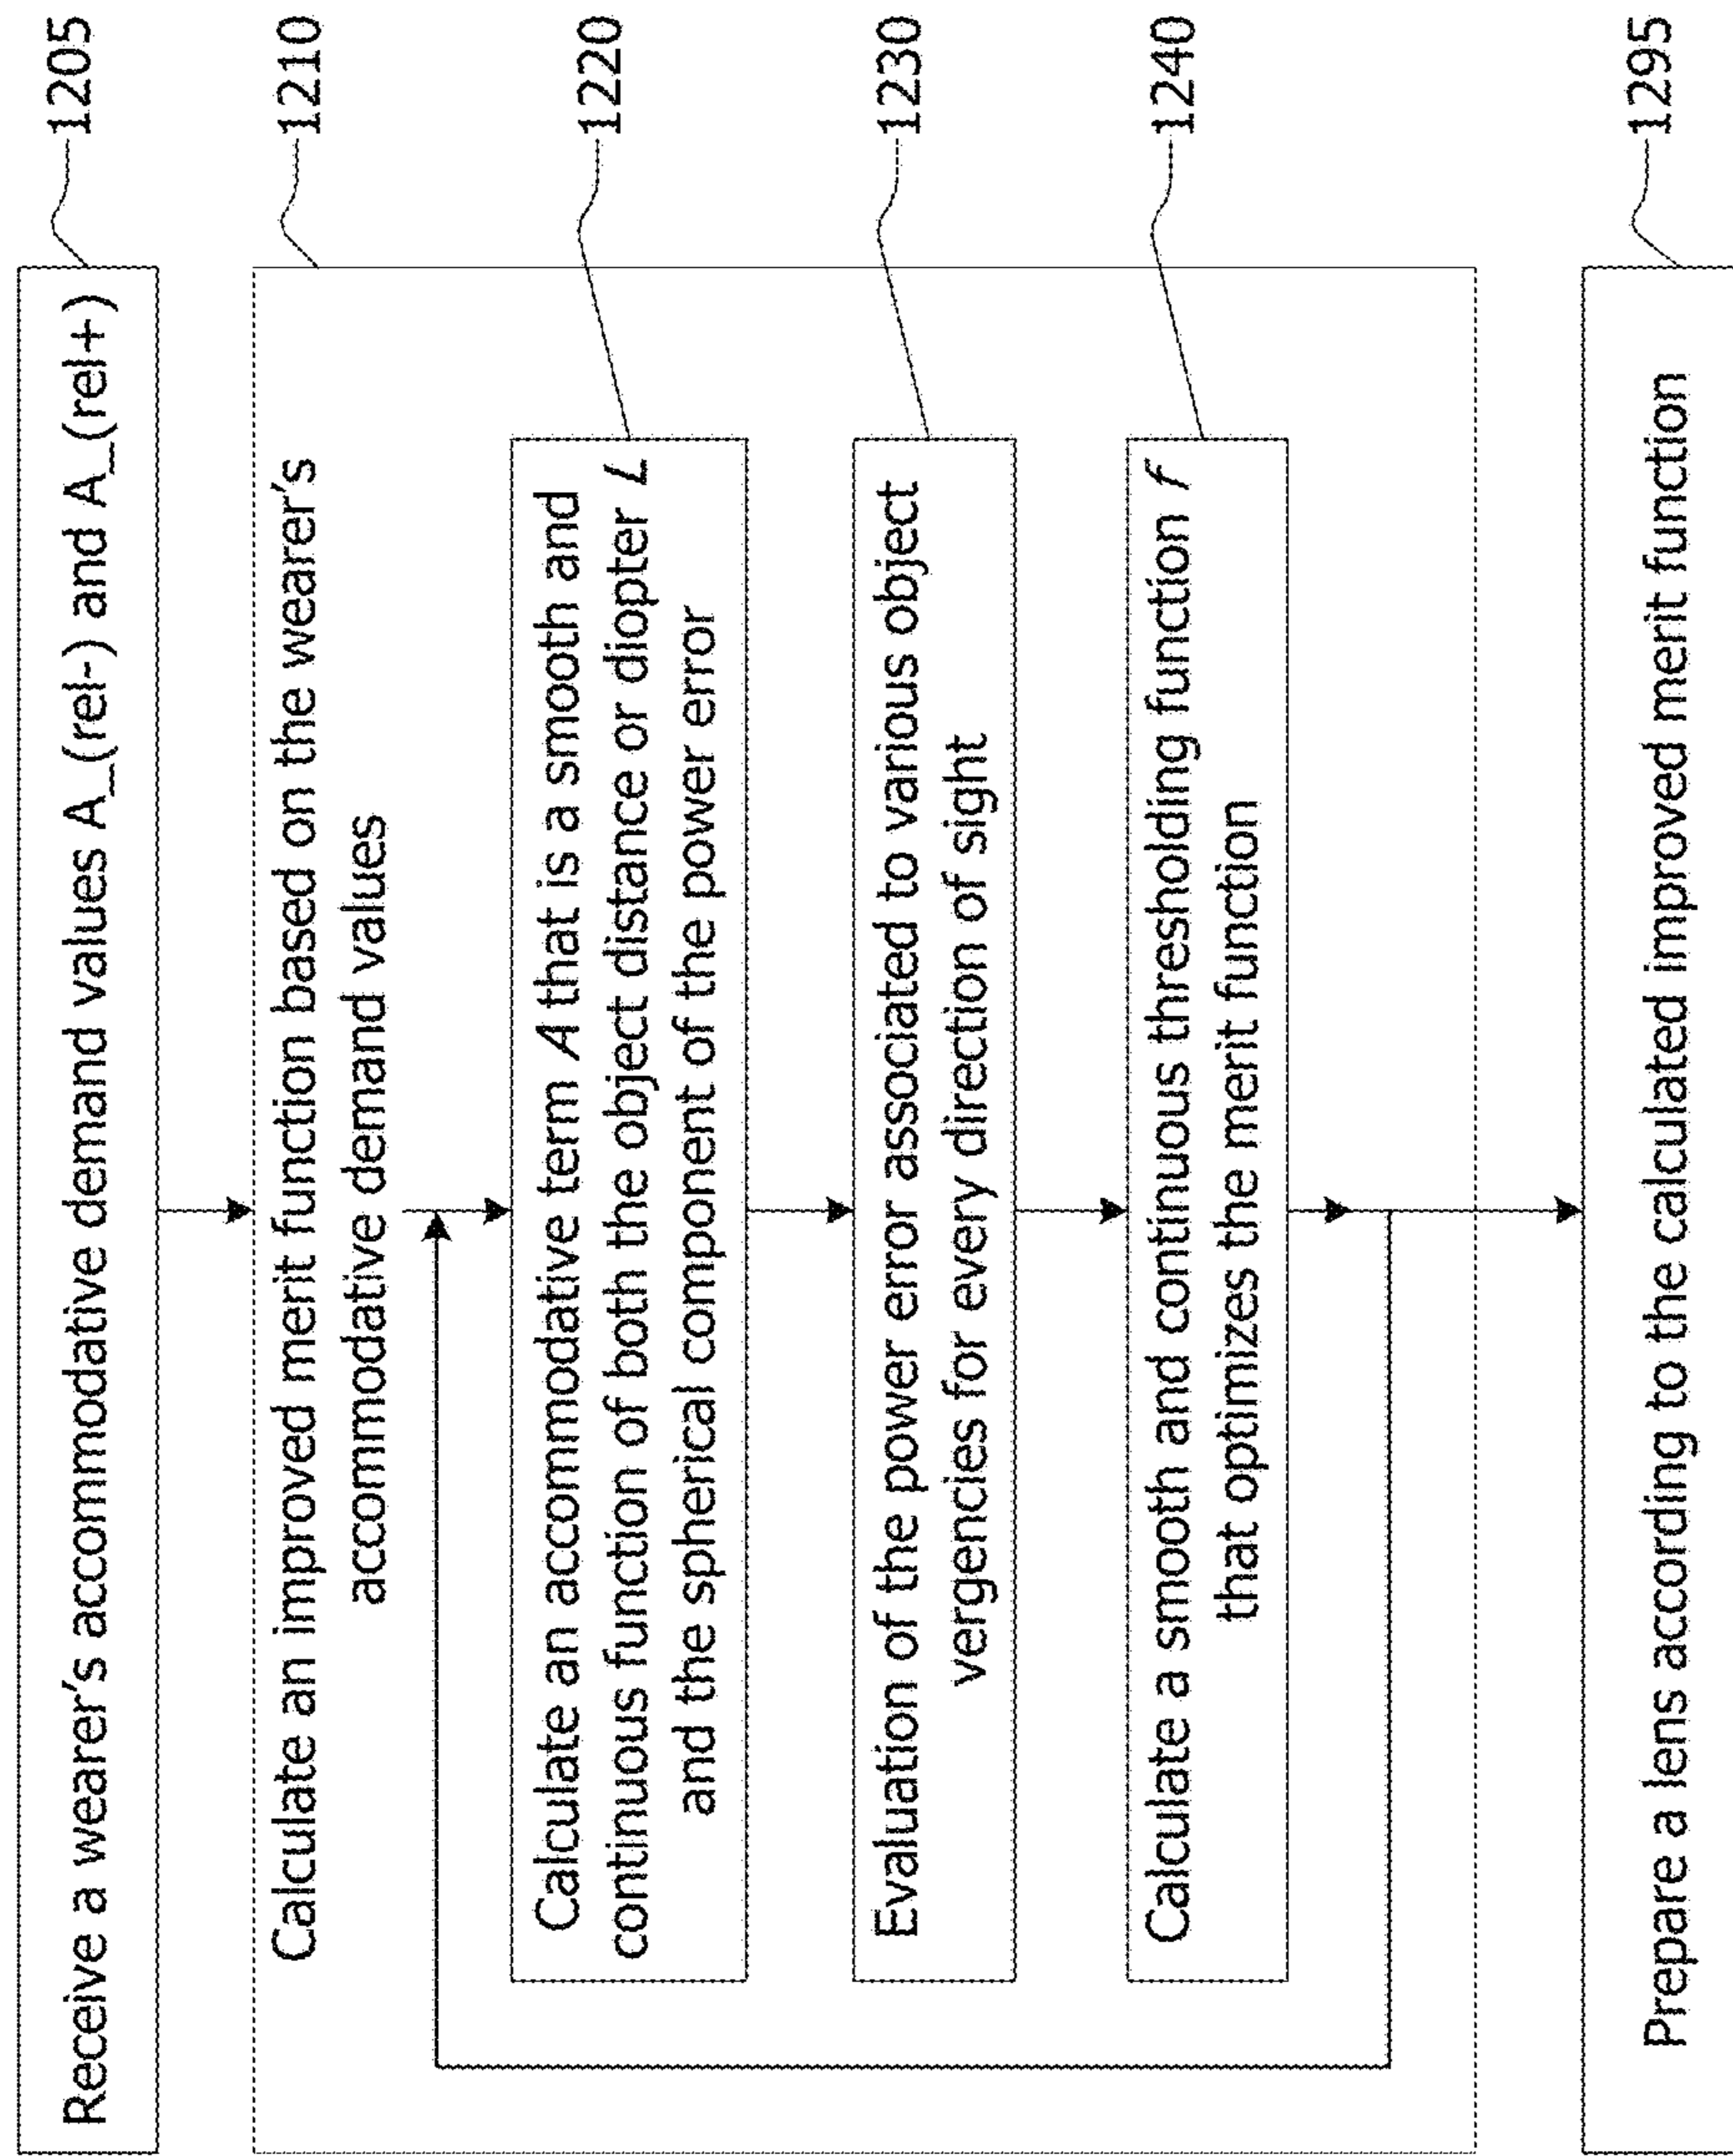 Receive a wearer's accommodative demand values A_(rel-) and A_(rel+)
1205
Calculate an improved merit function based on the wearer's
accommodative demand values
1210
Calculate an accommodative term A that is a smooth and
continuous function of both the object distance or diopter L
and the spherical component of the power error
1220
Evaluation of the power error associated to various object
vergencies for every direction of sight
1230
Calculate a smooth and continuous thresholding function f
that optimizes the merit function
1240
Prepare a lens according to the calculated improved merit function
1295